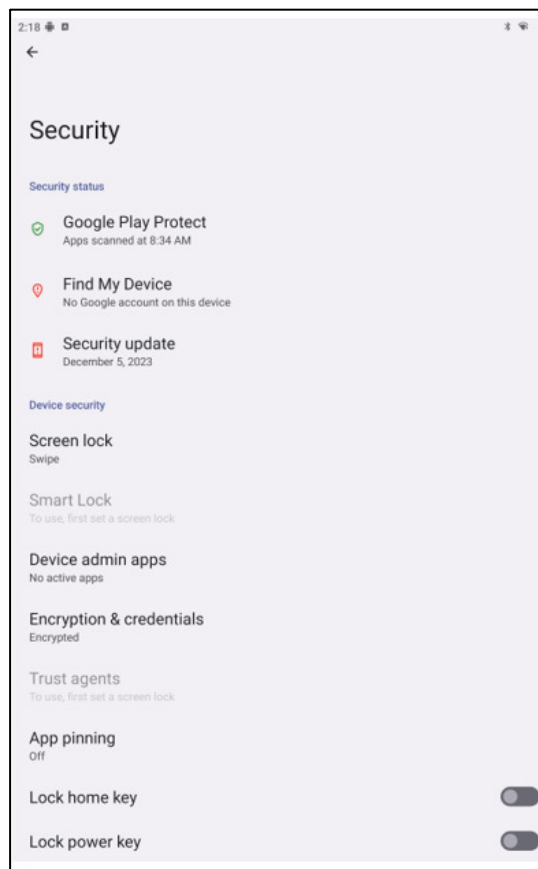 2:18
Security
Security status
Google Play Protect
Apps scanned at 8:34 AM
Find My Device
No Google account on this device
Security update
December 5, 2023
Device security
Screen lock
Swipe
Smart Lock
To use, first set a screen lock
Device admin apps
No active apps
Encryption & credentials
Encrypted
Trust agents
To use, first set a screen lock
App pinning
Off
Lock home key
Lock power key